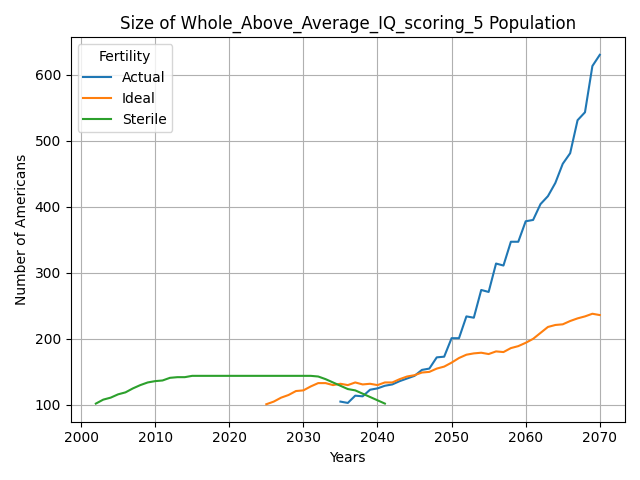 Size of Whole_Above_Average_IQ_scoring_5 Population
Fertility
Actual
Ideal
Sterile
Number of Americans
600
500
400
300
200
100
2000 2010 2020 2030 2040 2050 2060 2070
Years